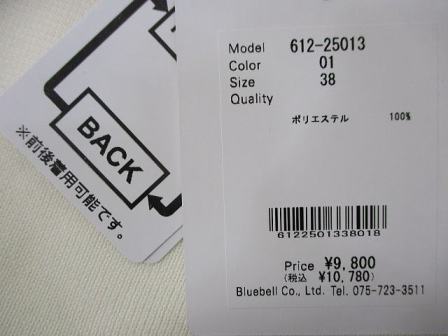 BACK
※前後着用可能です。
Model 612-25013
Color 01
Size 38
Quality
ポリエステル 100%
6122501338018
Price ¥9,800
(税込 ¥10,780)
Bluebell Co., Ltd. Tel. 075-723-3511